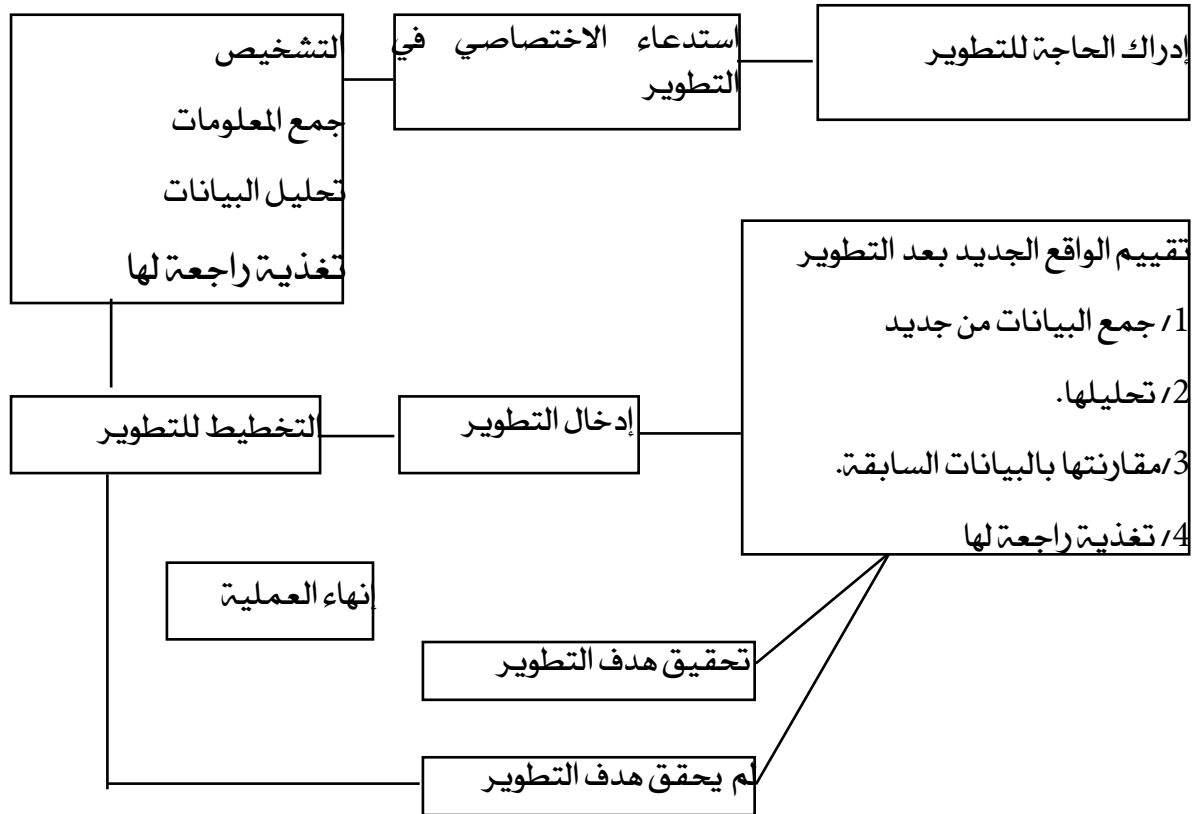 إدراك الحاجة للتطوير
استدعاء الاختصاصي في
التطوير
التشخيص
جمع المعلومات
تحليل البيانات
تغذية راجعة لها
التخطيط للتطوير
إدخال التطوير
تقييم الواقع الجديد بعد التطوير
1/ جمع البيانات من جديد
2/ تحليلها.
3/مقارنتها بالبيانات السابقة.
4/ تغذية راجعة لها
إنهاء العملية
تحقيق هدف التطوير
لم يحقق هدف التطوير